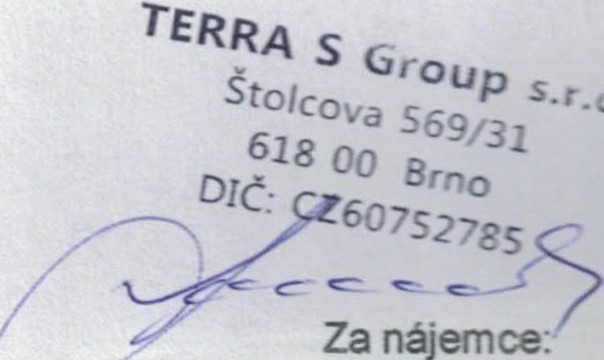 TERRA S Group s.r.
Štolcova 569/31
618 00 Brno
DIČ: CZ60752785
Za nájemce: